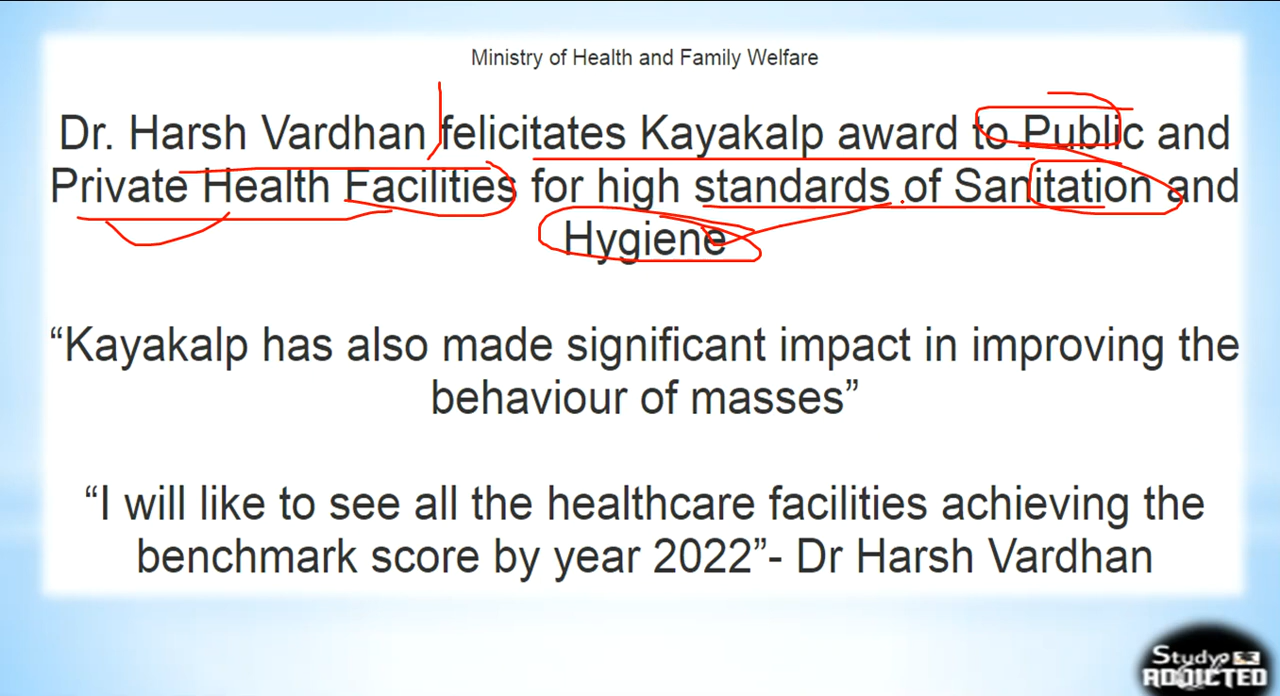 Ministry of Health and Family Welfare
Dr. Harsh Vardhan felicitates Kayakalp award to Public and
Private Health Facilities for high standards of Sanitation and
Hygiene
“Kayakalp has also made significant impact in improving the
behaviour of masses”
“I will like to see all the healthcare facilities achieving the
benchmark score by year 2022”- Dr Harsh Vardhan
Study
ADDICTED